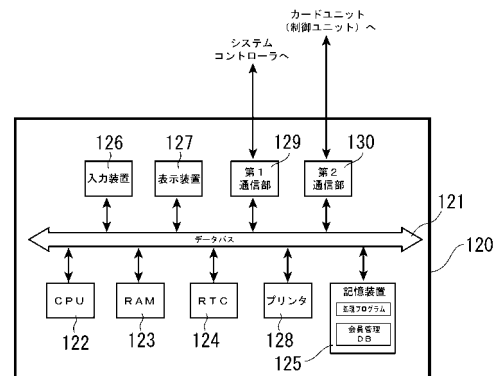 カードユニット
(制御ユニット)へ
システム
コントローラへ
126
127
129
130
入力装置
表示装置
第1
通信部
第2
通信部
121
データバス
120
CPU
RAM
RTC
プリンタ
記憶装置
処理プログラム
会員管理
DB
122
123
124
128
125